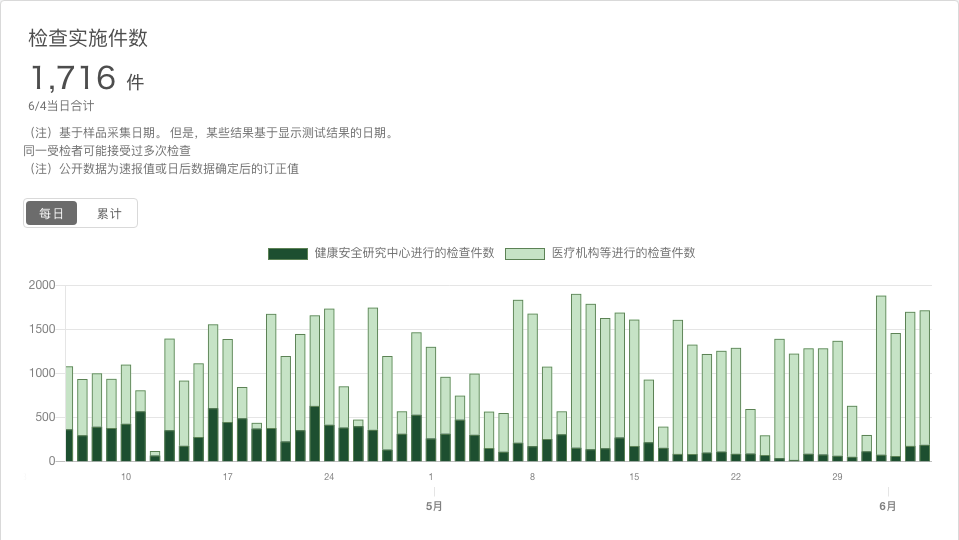 检查实施件数
1,716 件
6/4当日合计
（注）基于样品采集日期。 但是，某些结果基于显示测试结果的日期。
同一受检者可能接受过多次检查
（注）公开数据为速报值或日后数据确定后的订正值
每日 累计
健康安全研究中心进行的检查件数 医疗机构等进行的检查件数
2000
1500
1000
500
0
10 17 24 1 8 15 22 29
5月 6月